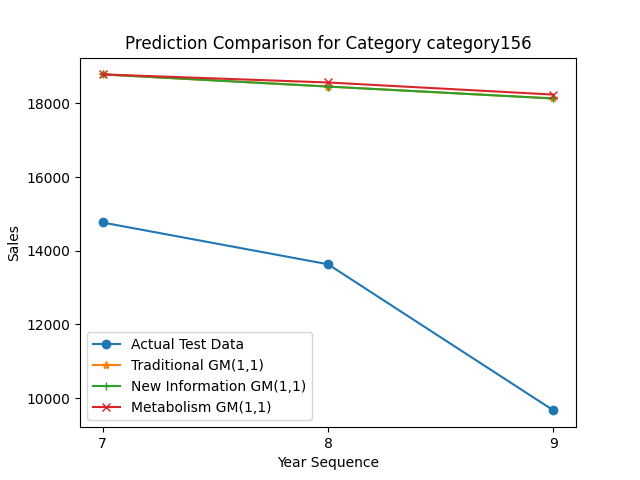 Prediction Comparison for Category category156
Sales
18000
16000
14000
12000
10000
Actual Test Data
Traditional GM(1,1)
New Information GM(1,1)
Metabolism GM(1,1)
7
8
9
Year Sequence